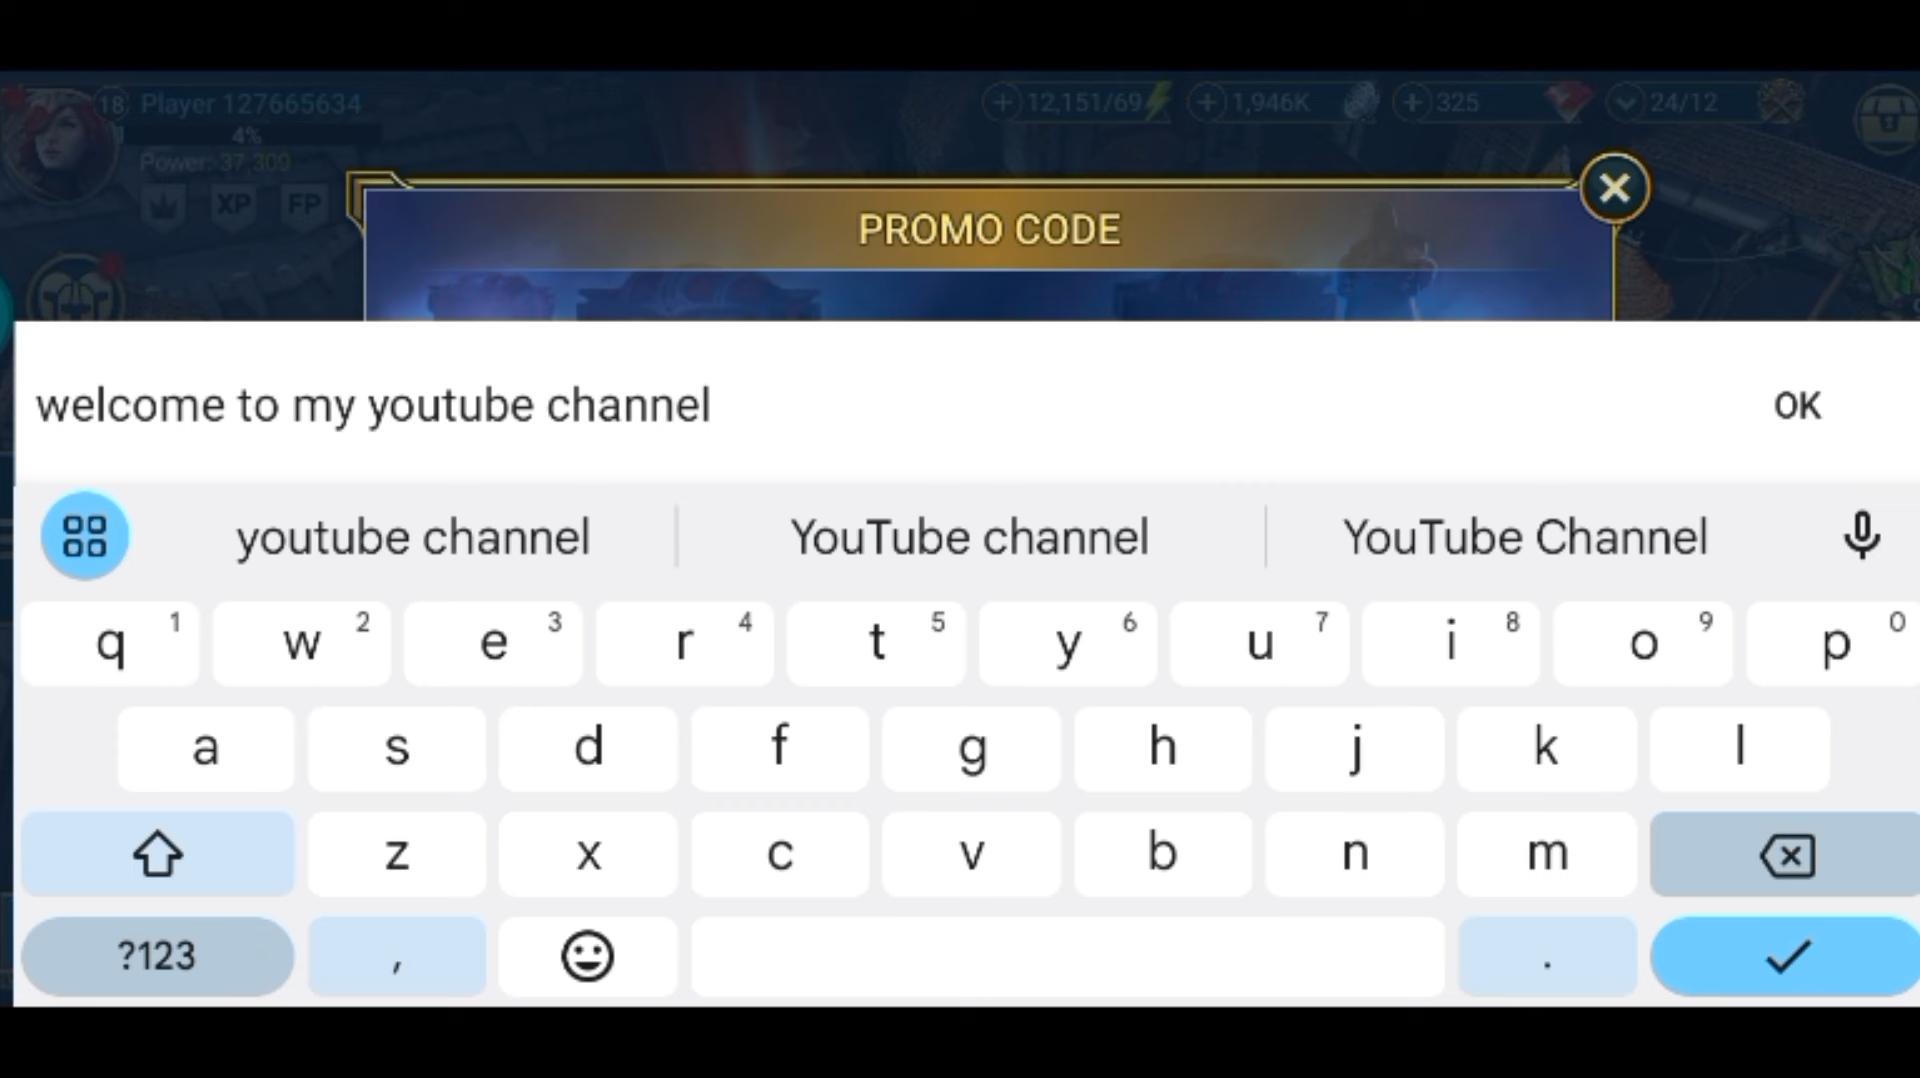 18 Player 127665634
12,151/69
1,946K
325
24/12
4%
Power: 37,309
XP FP
PROMO CODE
welcome to my youtube channel
OK
youtube channel
YouTube channel
YouTube Channel
q 1 w 2 e 3 r 4 t 5 y 6 u 7 i 8 o 9 p 0
a s d f g h j k l
z x c v b n m
?123 , .